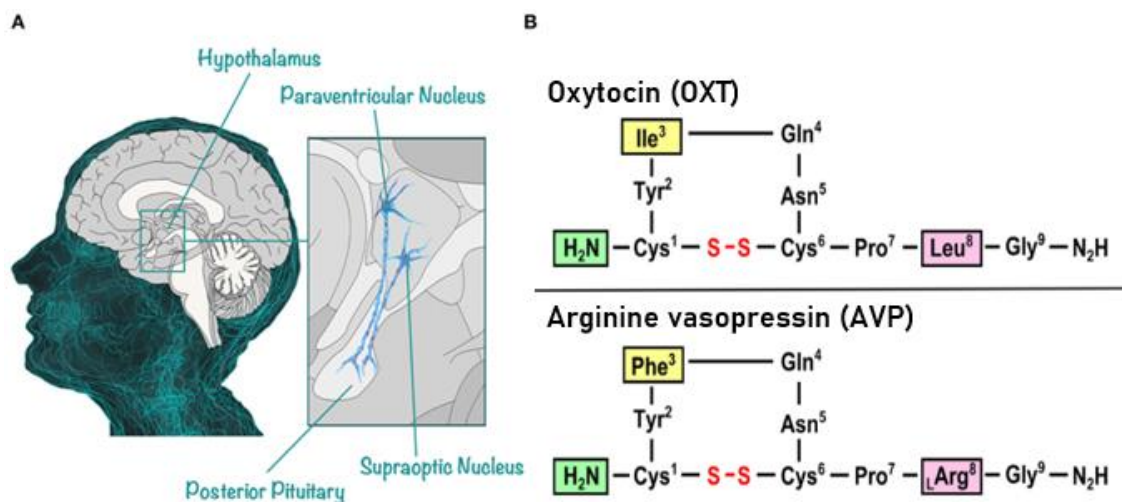 A
Hypothalamus
Paraventricular Nucleus
Supraoptic Nucleus
Posterior Pituitary
B
Oxytocin (OXT)
Ile³ Gln⁴
Tyr² Asn⁵
H₂N Cys¹ S-S Cys⁶ Pro⁷ Leu⁸ Gly⁹ N₂H
Arginine vasopressin (AVP)
Phe³ Gln⁴
Tyr² Asn⁵
H₂N Cys¹ S-S Cys⁶ Pro⁷ LArg⁸ Gly⁹ N₂H